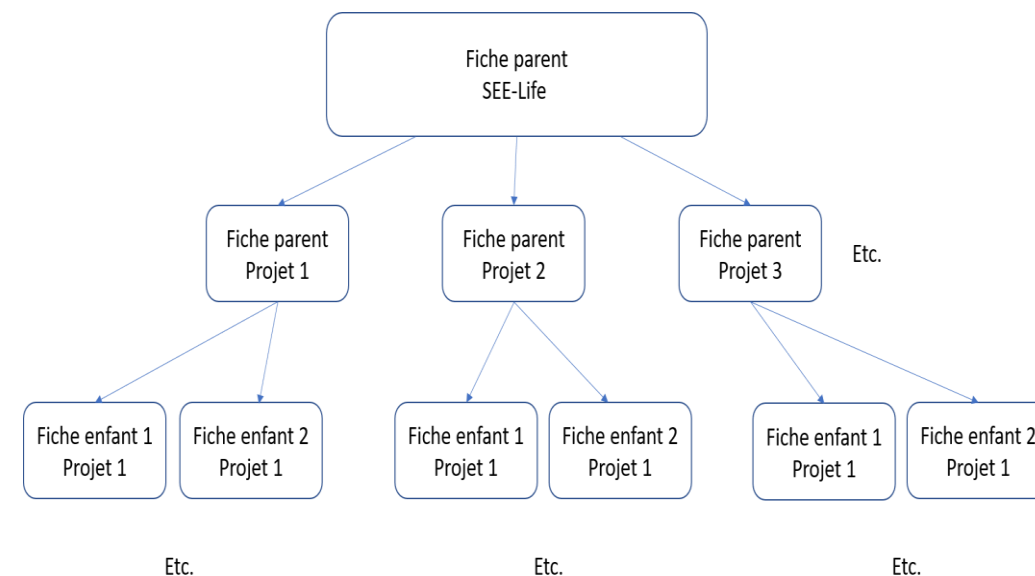 Fiche parent
SEE-Life
Fiche parent
Projet 1
Fiche parent
Projet 2
Fiche parent
Projet 3
Etc.
Fiche enfant 1
Projet 1
Fiche enfant 2
Projet 1
Fiche enfant 1
Projet 1
Fiche enfant 2
Projet 1
Fiche enfant 1
Projet 1
Fiche enfant 2
Projet 1
Etc.
Etc.
Etc.